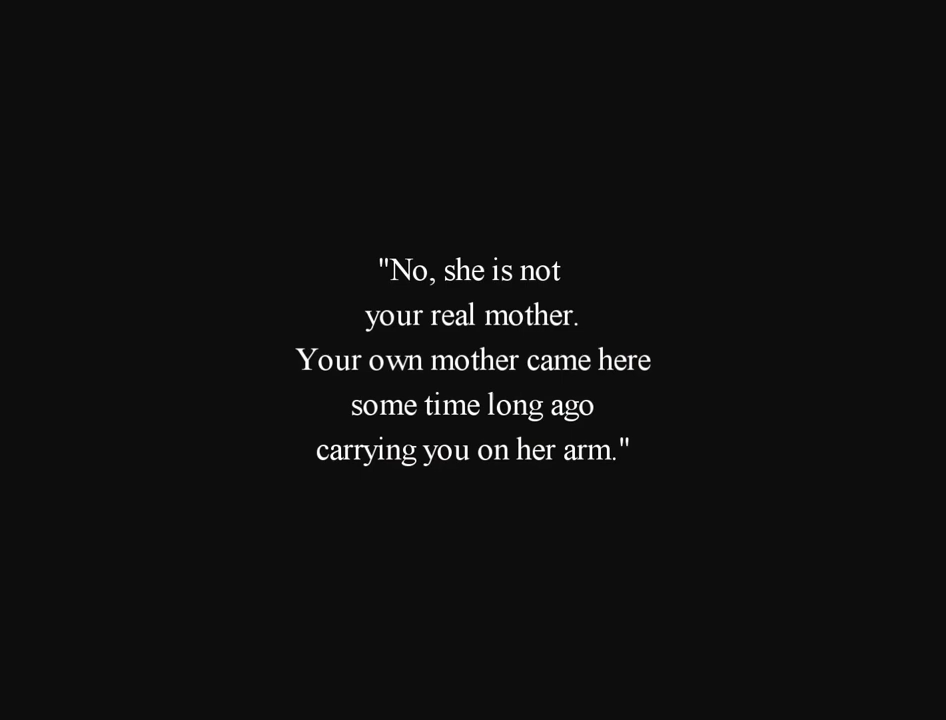 "No, she is not
your real mother.
Your own mother came here
some time long ago
carrying you on her arm."